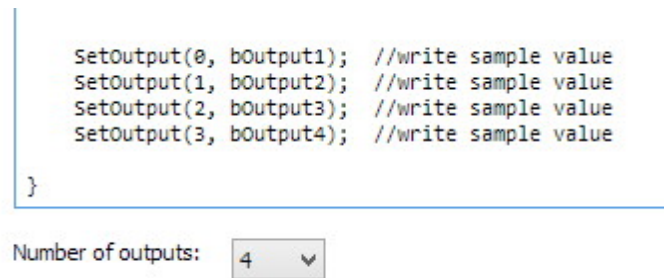 SetOutput(0, bOutput1);  //write sample value
SetOutput(1, bOutput2);  //write sample value
SetOutput(2, bOutput3);  //write sample value
SetOutput(3, bOutput4);  //write sample value
}
Number of outputs: 4